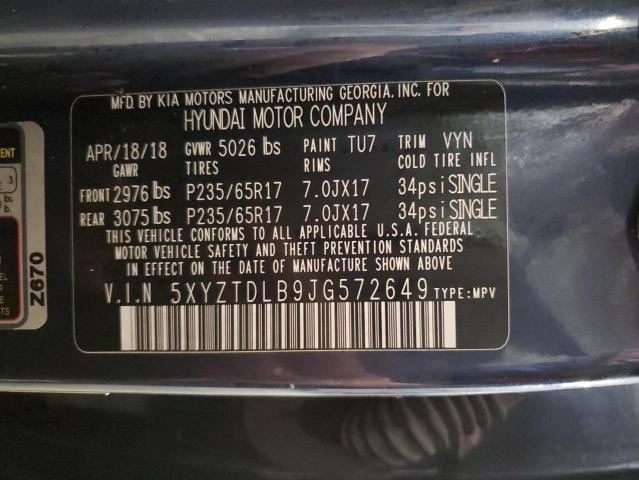 MFD. BY KIA MOTORS MANUFACTURING GEORGIA, INC. FOR
HYUNDAI MOTOR COMPANY
APR/18/18 GVWR 5026 lbs PAINT TU7 TRIM VYN
GAWR TIRES RIMS COLD TIRE INFL
FRONT 2976 lbs P235/65R17 7.0JX17 34psi SINGLE
REAR 3075 lbs P235/65R17 7.0JX17 34psi SINGLE
THIS VEHICLE CONFORMS TO ALL APPLICABLE U.S.A. FEDERAL
MOTOR VEHICLE SAFETY AND THEFT PREVENTION STANDARDS
IN EFFECT ON THE DATE OF MANUFACTURE SHOWN ABOVE.
V.I.N 5XYZTDLB9JG572649 TYPE: MPV
Z670
3
lb.